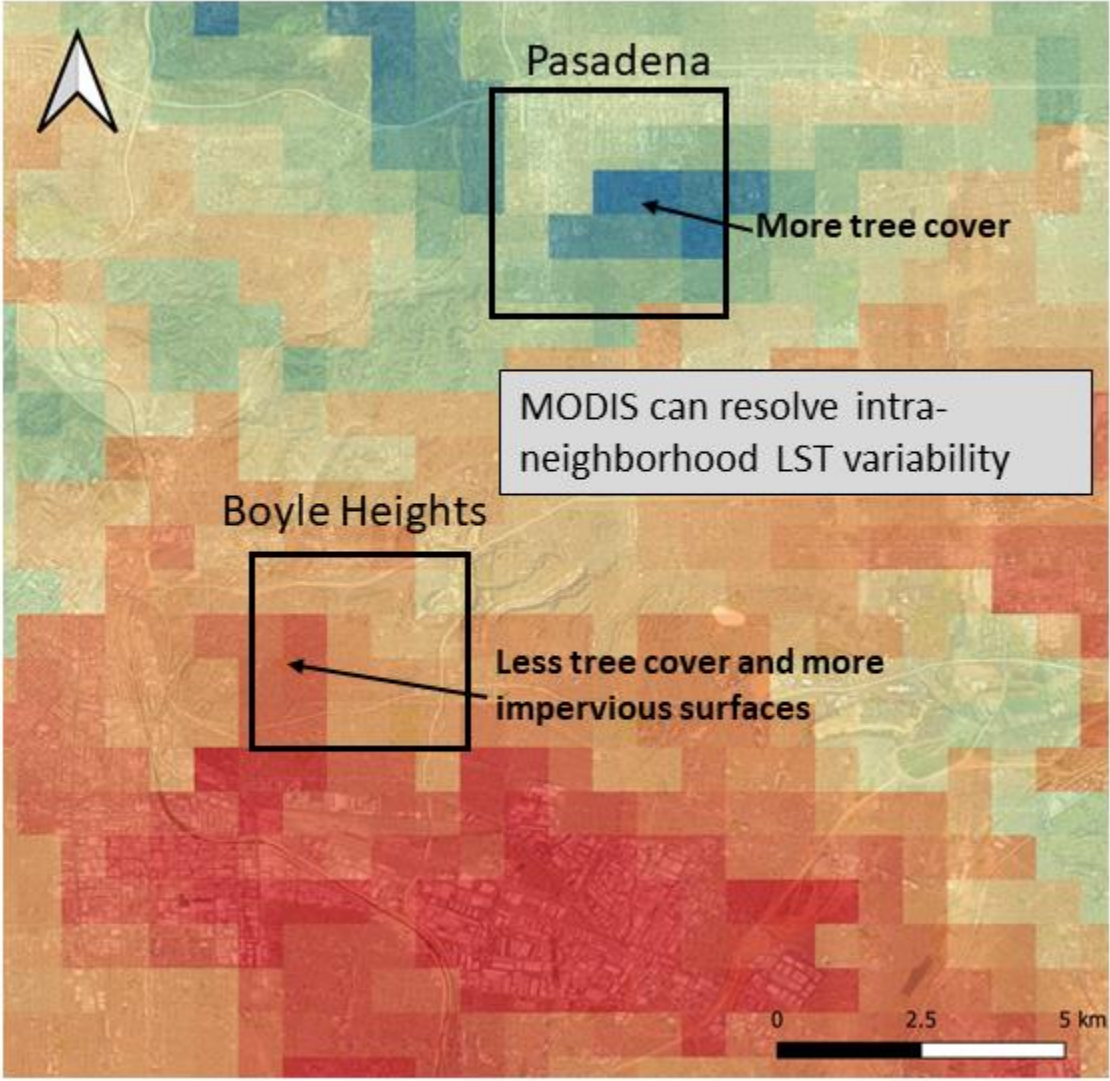 Pasadena
More tree cover
MODIS can resolve intra-
neighborhood LST variability
Boyle Heights
Less tree cover and more
impervious surfaces
0 2.5 5 km